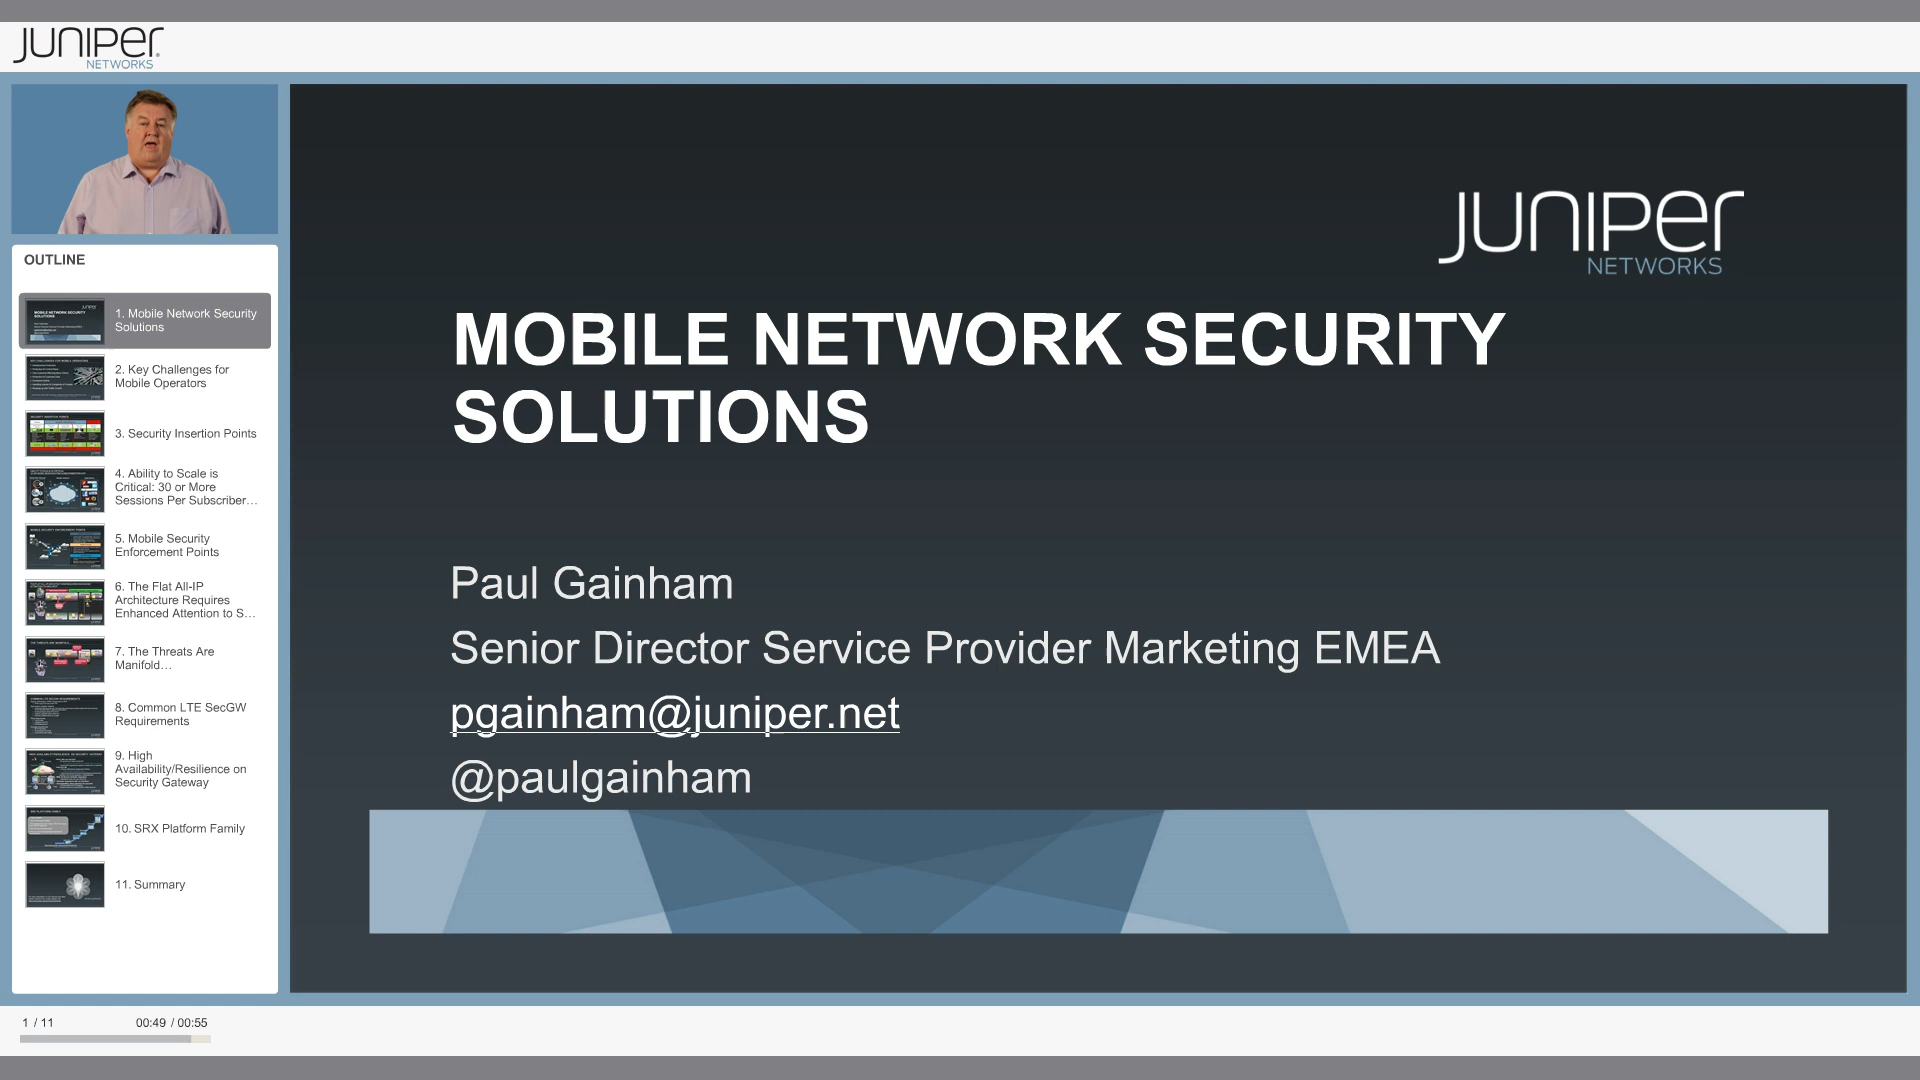 JUNIPER
NETWORKS
OUTLINE
1. Mobile Network Security
Solutions
2. Key Challenges for
Mobile Operators
3. Security Insertion Points
4. Ability to Scale is
Critical: 30 or More
Sessions Per Subscriber…
5. Mobile Security
Enforcement Points
6. The Flat All-IP
Architecture Requires
Enhanced Attention to S…
7. The Threats Are
Manifold…
8. Common LTE SecGW
Requirements
9. High
Availability/Resilience on
Security Gateway
10. SRX Platform Family
11. Summary
1 / 11
00:49 / 00:55
JUNIPER
NETWORKS
MOBILE NETWORK SECURITY
SOLUTIONS
Paul Gainham
Senior Director Service Provider Marketing EMEA
pgainham@juniper.net
@paulgainham